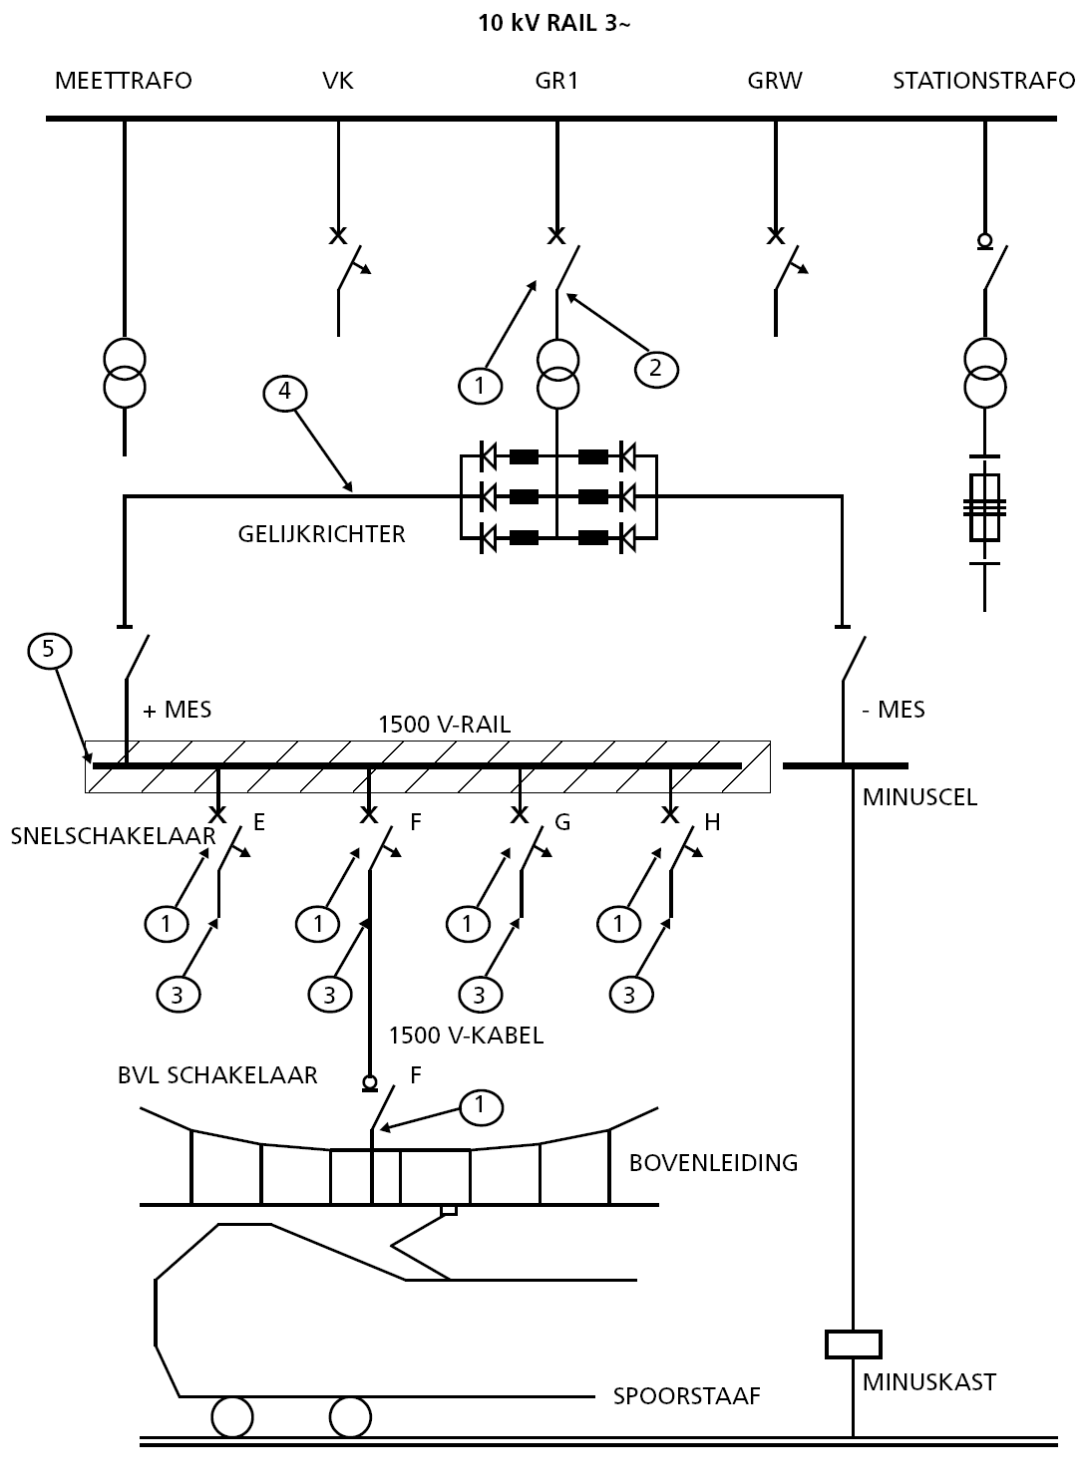 10 kV RAIL 3~
MEETTRAFO VK GR1 GRW STATIONSTRAFO
1 2
4
GELIJKRICHTER
5
+ MES 1500 V-RAIL - MES
MINUSCEL
SNELSCHAKELAAR E F G H
1 1 1 1
3 3 3 3
1500 V-KABEL
BVL SCHAKELAAR F
1
BOVENLEIDING
MINUSKAST
SPOORSTAAF